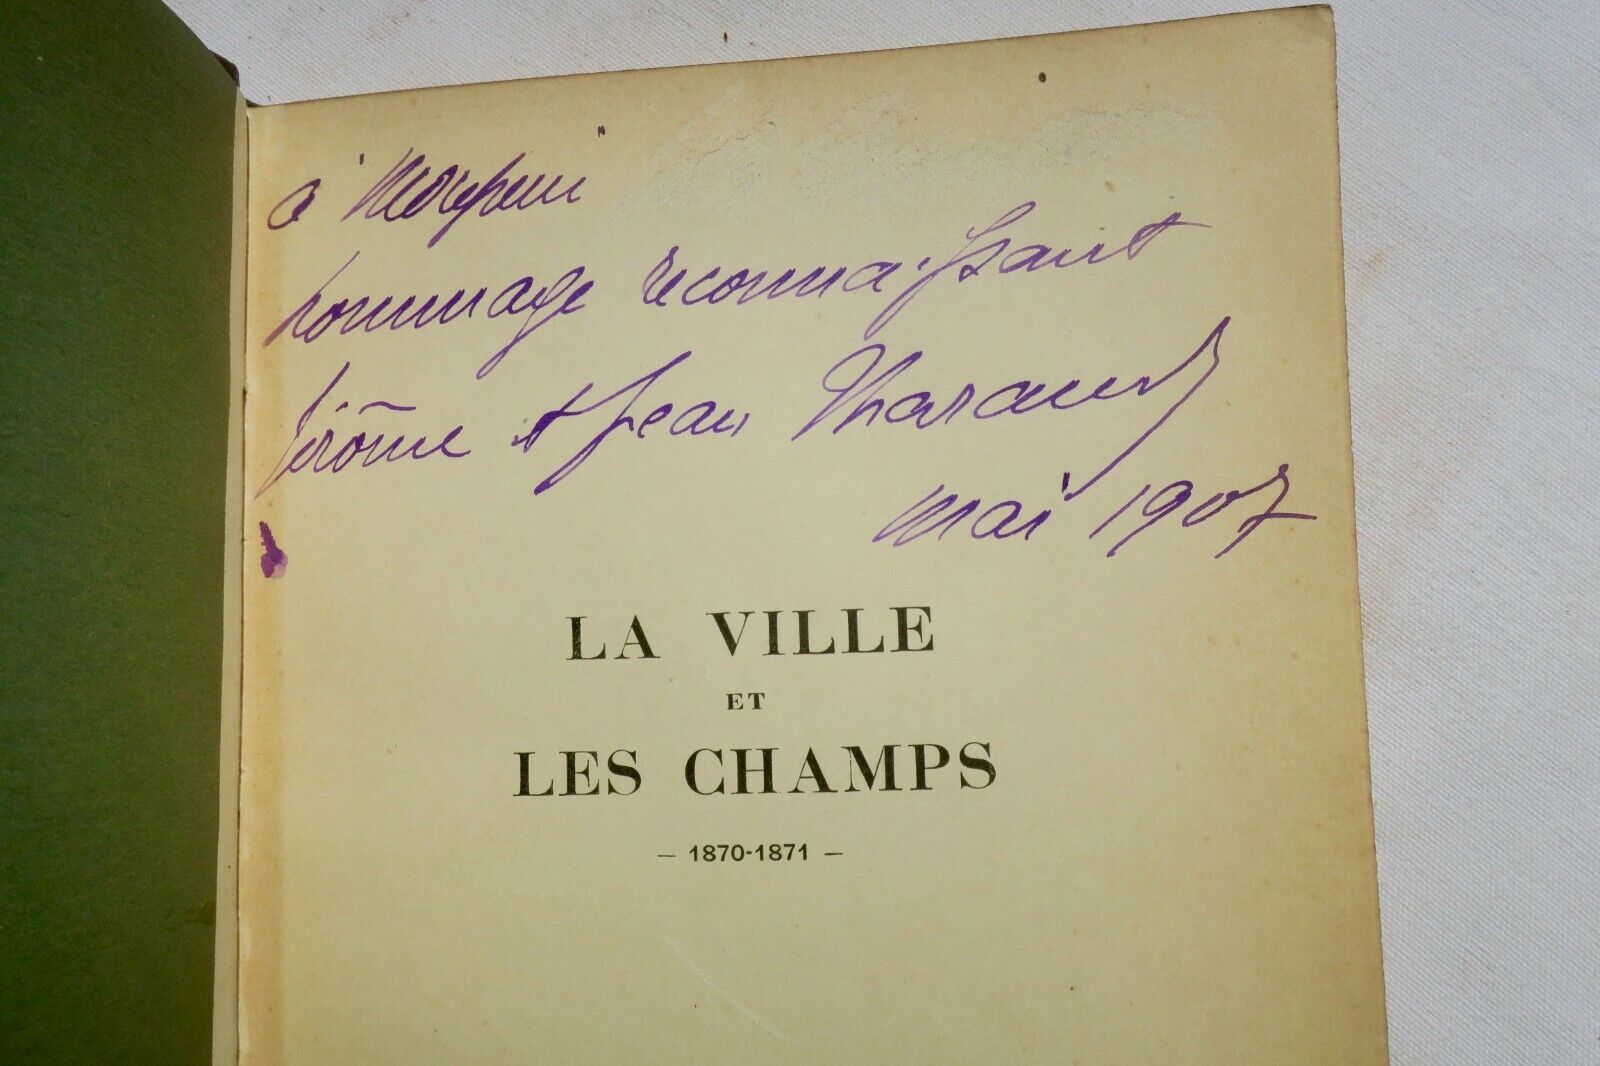 à Monsieur
hommage reconnaissant
Jérôme et Jean Tharaud
mai 1907
LA VILLE
ET
LES CHAMPS
— 1870-1871 —